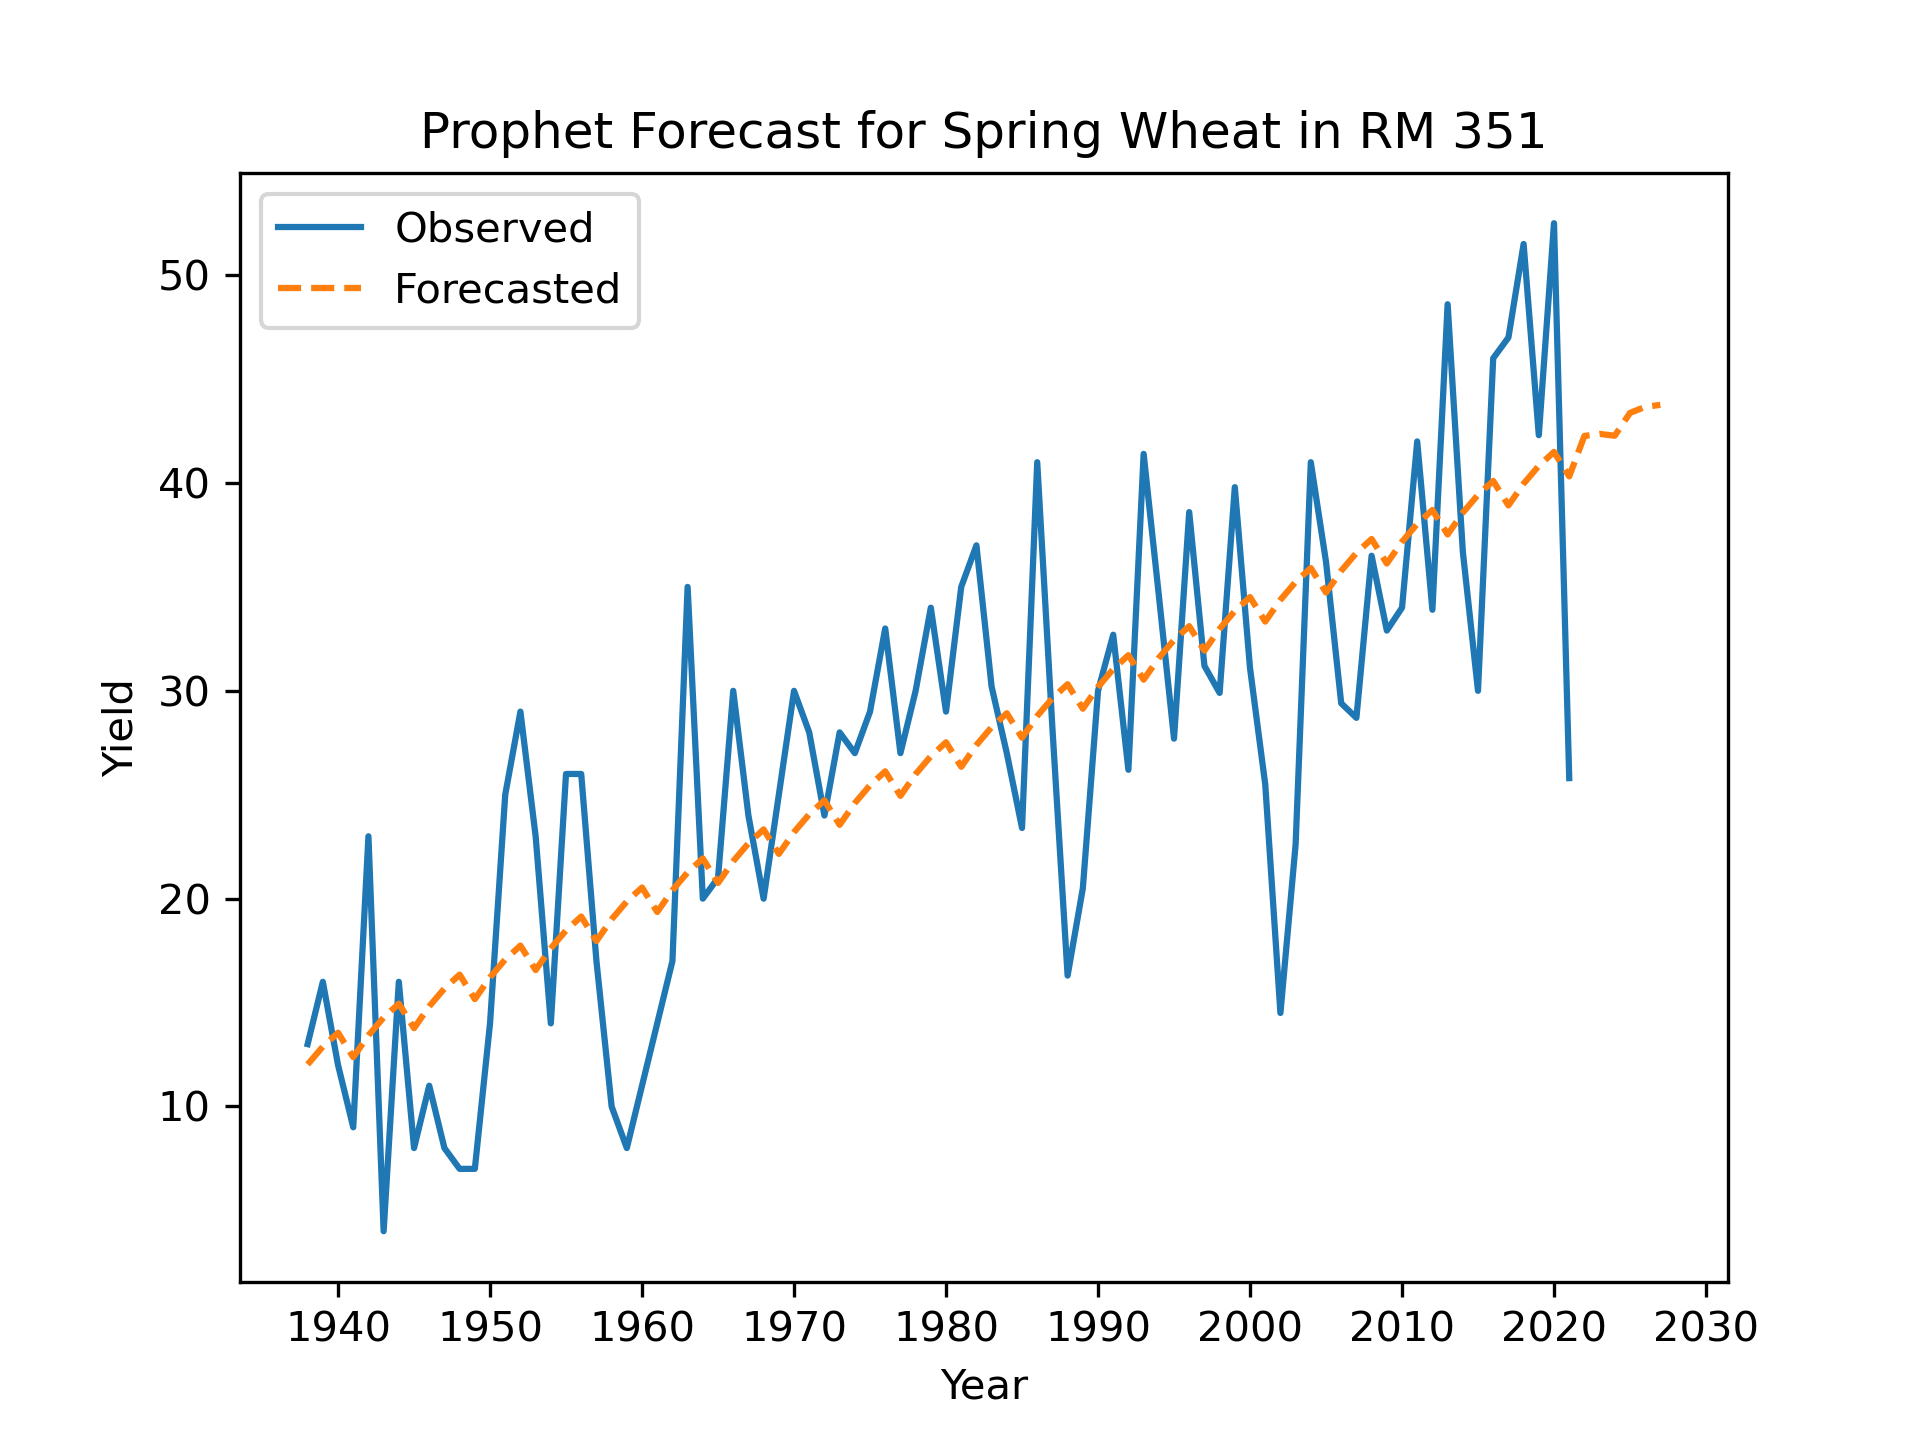 Prophet Forecast for Spring Wheat in RM 351
Observed
Forecasted
50
40
30
20
10
Yield
1940 1950 1960 1970 1980 1990 2000 2010 2020 2030
Year